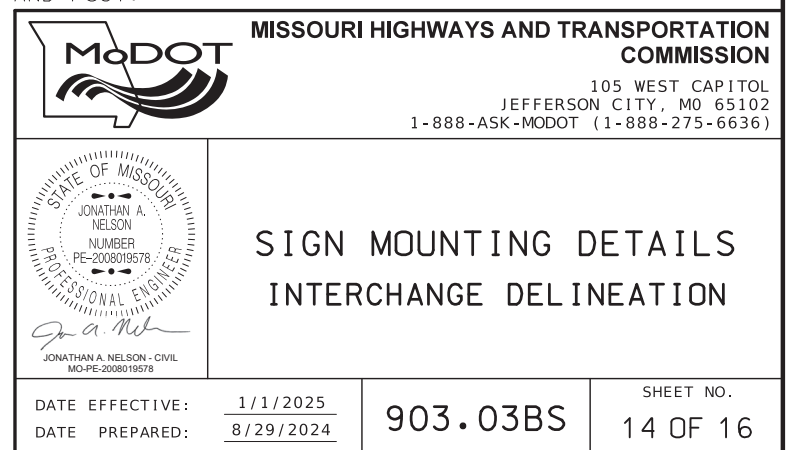 MoDOT
MISSOURI HIGHWAYS AND TRANSPORTATION
COMMISSION
105 WEST CAPITOL
JEFFERSON CITY, MO 65102
1-888-ASK-MODOT (1-888-275-6636)
STATE OF MISSOURI
JONATHAN A.
NELSON
NUMBER
PE-2008019578
PROFESSIONAL ENGINEER
JONATHAN A. NELSON - CIVIL
MO-PE-2008019578
SIGN MOUNTING DETAILS
INTERCHANGE DELINEATION
DATE EFFECTIVE: 1/1/2025
DATE PREPARED: 8/29/2024
903.03BS
SHEET NO.
14 OF 16